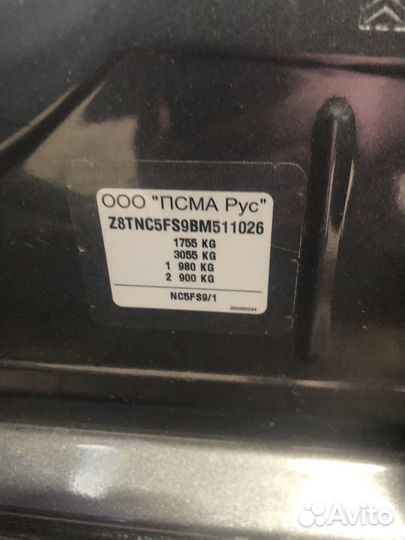 ООО "ПСМА Рус"
Z8TNC5FS9BM511026
1755 KG
3055 KG
1 980 KG
2 900 KG
NC5FS9/1
Avito